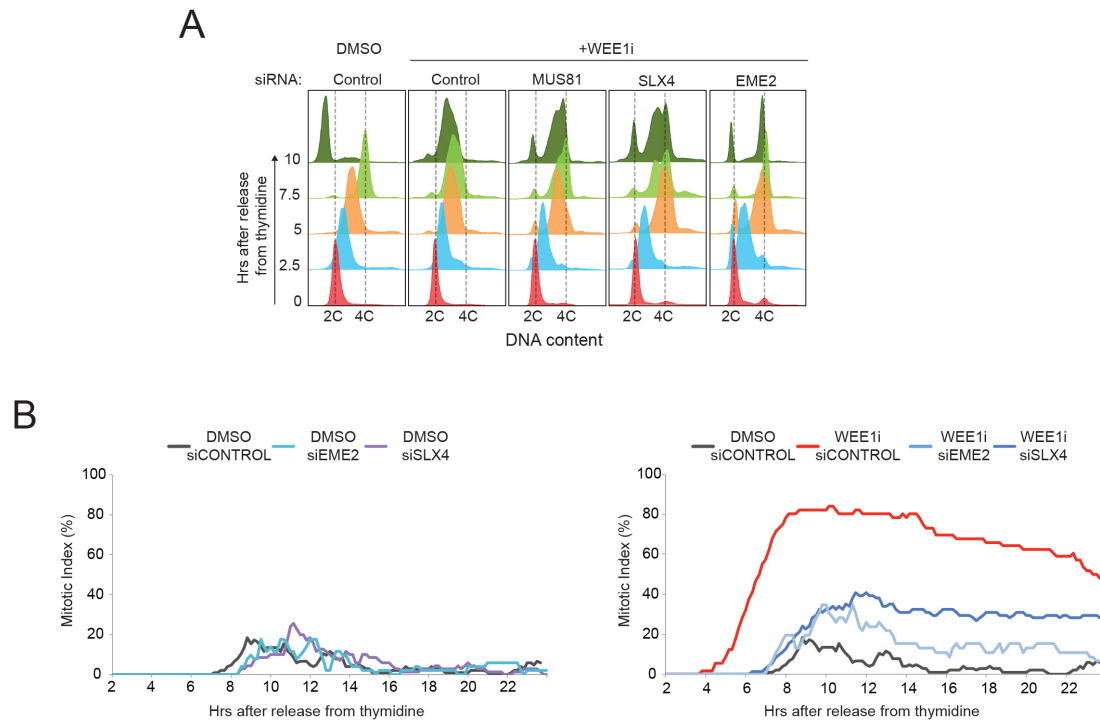 A
DMSO
+WEE1i
siRNA: Control Control MUS81 SLX4 EME2
Hrs after release
from thymidine
10
7.5
5
2.5
0
2C 4C 2C 4C 2C 4C 2C 4C 2C 4C
DNA content
B
DMSO siCONTROL
DMSO siEME2
DMSO siSLX4
Mitotic Index (%)
100
80
60
40
20
0
2 4 6 8 10 12 14 16 18 20 22
Hrs after release from thymidine
DMSO siCONTROL
WEE1i siCONTROL
WEE1i siEME2
WEE1i siSLX4
Mitotic Index (%)
100
80
60
40
20
0
2 4 6 8 10 12 14 16 18 20 22
Hrs after release from thymidine